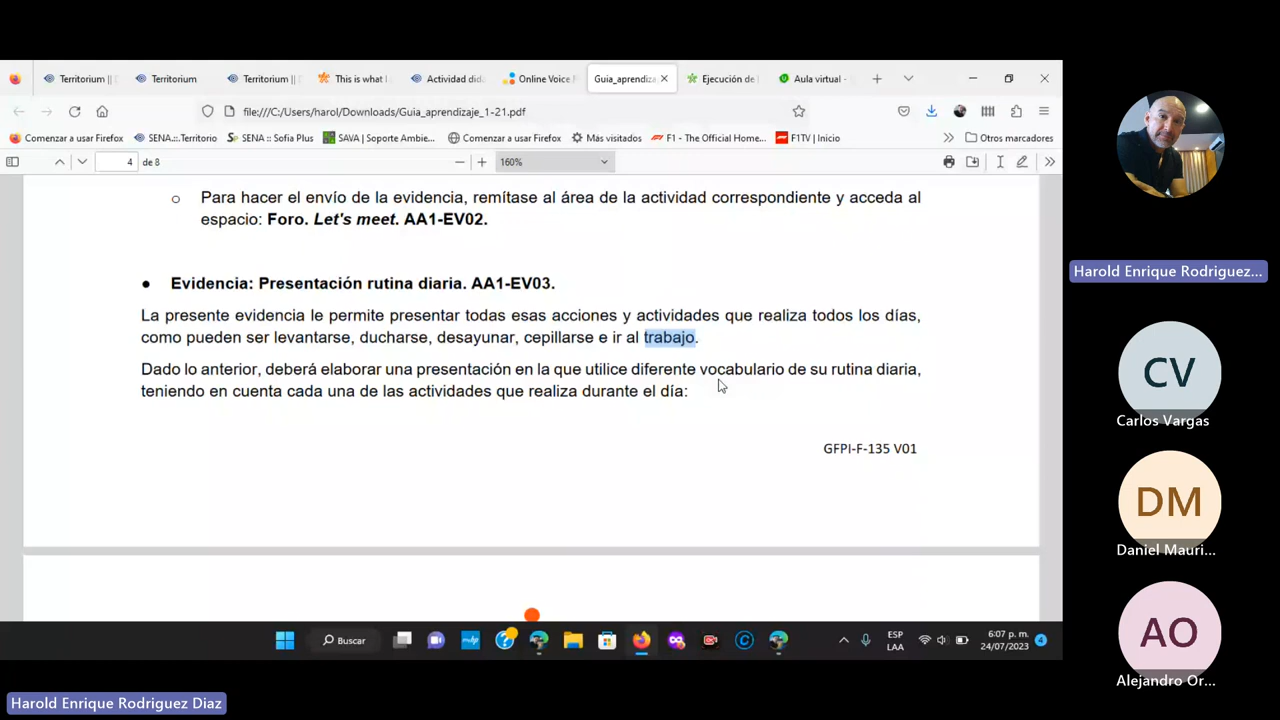 Territorium || D
Territorium
Territorium || D
This is what I
Actividad did
Online Voice
Guia_aprendiza
Ejecución de
Aula virtual -
file:///C:/Users/harol/Downloads/Guia_aprendizaje_1-21.pdf
Comenzar a usar Firefox
SENA.::.Territorio
SENA :: Sofia Plus
SAVA | Soporte Ambie...
Comenzar a usar Firefox
Más visitados
F1 - The Official Home...
F1TV | Inicio
Otros marcadores
4 de 8
160%
o Para hacer el envío de la evidencia, remítase al área de la actividad correspondiente y acceda al
espacio: Foro. Let's meet. AA1-EV02.
● Evidencia: Presentación rutina diaria. AA1-EV03.
La presente evidencia le permite presentar todas esas acciones y actividades que realiza todos los días,
como pueden ser levantarse, ducharse, desayunar, cepillarse e ir al trabajo.
Dado lo anterior, deberá elaborar una presentación en la que utilice diferente vocabulario de su rutina diaria,
teniendo en cuenta cada una de las actividades que realiza durante el día:
GFPI-F-135 V01
Buscar
ESP
LAA
6:07 p. m.
24/07/2023
4
Harold Enrique Rodriguez Diaz
Harold Enrique Rodriguez...
CV
Carlos Vargas
DM
Daniel Mauri...
AO
Alejandro Or...